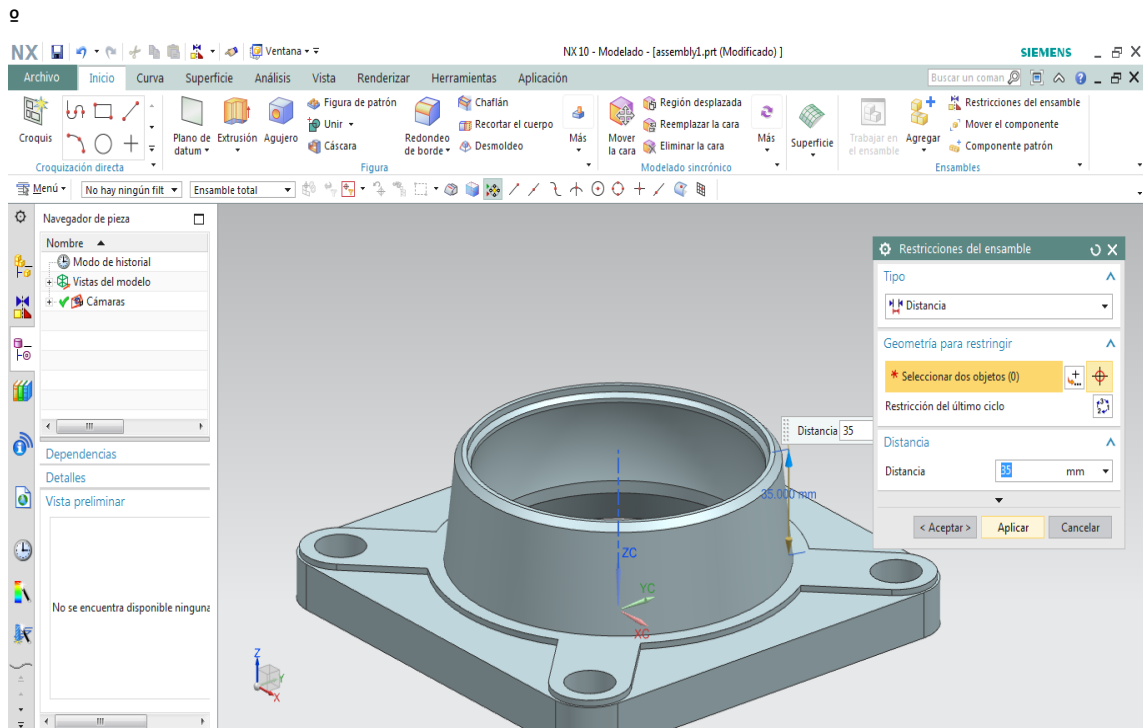 º
NX Ventana NX 10 - Modelado - [assembly1.prt (Modificado) ] SIEMENS
Archivo Inicio Curva Superficie Análisis Vista Renderizar Herramientas Aplicación Buscar un coman
Croquis
Croquización directa
Plano de datum
Extrusión
Agujero
Figura de patrón
Unir
Cáscara
Redondeo de borde
Chaflán
Recortar el cuerpo
Desmoldeo
Más
Figura
Mover la cara
Región desplazada
Reemplazar la cara
Eliminar la cara
Más
Modelado sincrónico
Superficie
Trabajar en el ensamble
Agregar
Restricciones del ensamble
Mover el componente
Componente patrón
Ensambles
Menú No hay ningún filt Ensamble total
Navegador de pieza
Nombre
Modo de historial
Vistas del modelo
Cámaras
Dependencias
Detalles
Vista preliminar
No se encuentra disponible ninguna
Distancia 35
35.000 mm
ZC
YC
XC
Z
Y
X
Restricciones del ensamble
Tipo
Distancia
Geometría para restringir
* Seleccionar dos objetos (0)
Restricción del último ciclo
Distancia
Distancia 35 mm
< Aceptar > Aplicar Cancelar